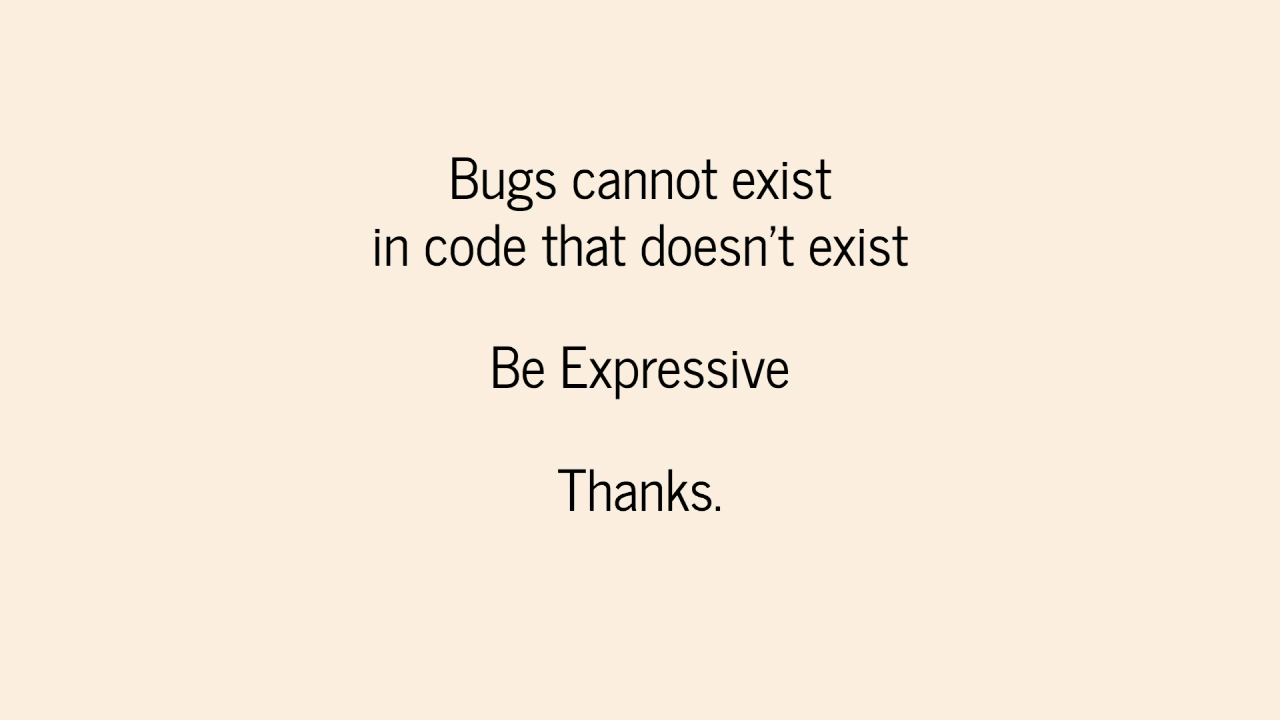 Bugs cannot exist
in code that doesn’t exist
Be Expressive
Thanks.